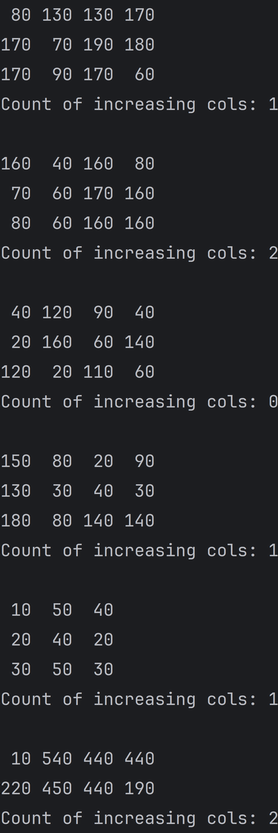 80 130 130 170
170  70 190 180
170  90 170  60
Count of increasing cols: 1

160  40 160  80
 70  60 170 160
 80  60 160 160
Count of increasing cols: 2

 40 120  90  40
 20 160  60 140
120  20 110  60
Count of increasing cols: 0

150  80  20  90
130  30  40  30
180  80 140 140
Count of increasing cols: 1

 10  50  40
 20  40  20
 30  50  30
Count of increasing cols: 1

 10 540 440 440
220 450 440 190
Count of increasing cols: 2